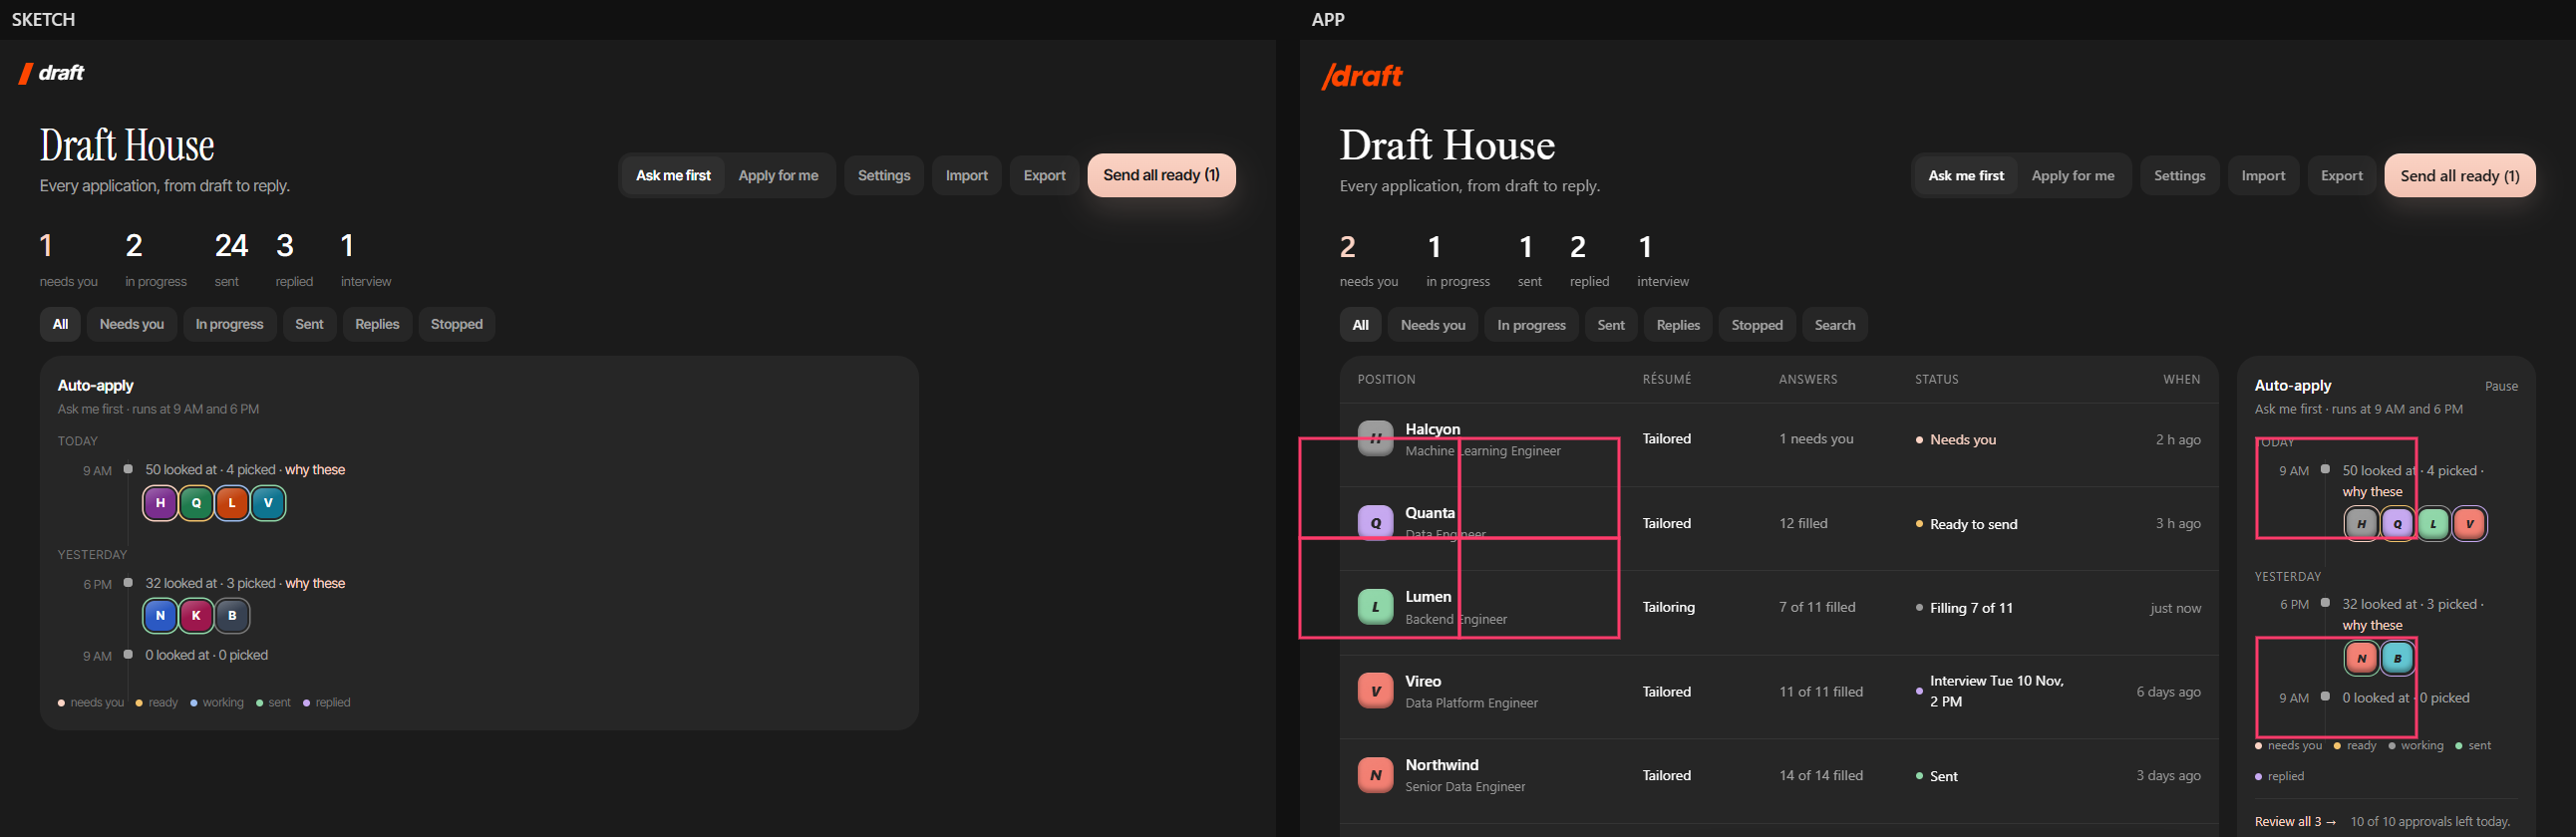 SKETCH
draft
Draft House
Every application, from draft to reply.
Ask me first Apply for me Settings Import Export Send all ready (1)
1 2 24 3 1
needs you in progress sent replied interview
All Needs you In progress Sent Replies Stopped
Auto-apply
Ask me first · runs at 9 AM and 6 PM
TODAY
9 AM 50 looked at · 4 picked · why these
H Q L V
YESTERDAY
6 PM 32 looked at · 3 picked · why these
N K B
9 AM 0 looked at · 0 picked
needs you ready working sent replied
APP
/draft
Draft House
Every application, from draft to reply.
Ask me first Apply for me Settings Import Export Send all ready (1)
2 1 1 2 1
needs you in progress sent replied interview
All Needs you In progress Sent Replies Stopped Search
POSITION RÉSUMÉ ANSWERS STATUS WHEN
H Halcyon Tailored 1 needs you Needs you 2 h ago
Machine Learning Engineer
Q Quanta Tailored 12 filled Ready to send 3 h ago
Data Engineer
L Lumen Tailoring 7 of 11 filled Filling 7 of 11 just now
Backend Engineer
V Vireo Tailored 11 of 11 filled Interview Tue 10 Nov, 6 days ago
Data Platform Engineer 2 PM
N Northwind Tailored 14 of 14 filled Sent 3 days ago
Senior Data Engineer
Auto-apply Pause
Ask me first · runs at 9 AM and 6 PM
TODAY
9 AM 50 looked at · 4 picked ·
why these
H Q L V
YESTERDAY
6 PM 32 looked at · 3 picked ·
why these
N B
9 AM 0 looked at · 0 picked
needs you ready working sent
replied
Review all 3 → 10 of 10 approvals left today.